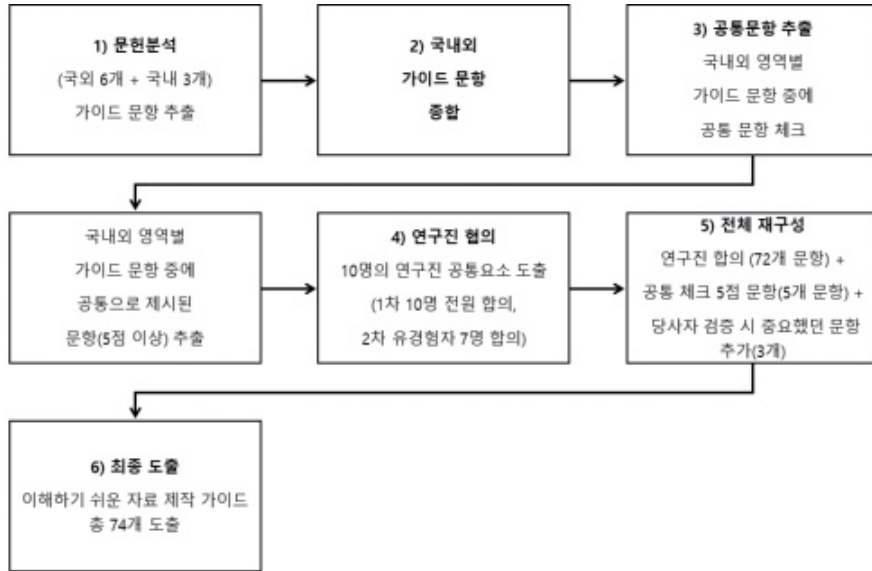 1) 문헌분석
(국외 6개 + 국내 3개)
가이드 문항 추출
2) 국내외
가이드 문항
종합
3) 공통문항 추출
국내외 영역별
가이드 문항 중에
공통 문항 체크
국내외 영역별
가이드 문항 중에
공통으로 제시된
문항(5점 이상) 추출
4) 연구진 협의
10명의 연구진 공통요소 도출
(1차 10명 전원 합의,
2차 유경험자 7명 합의)
5) 전체 재구성
연구진 합의 (72개 문항) +
공통 체크 5점 문항(5개 문항) +
당사자 검증 시 중요했던 문항
추가(3개)
6) 최종 도출
이해하기 쉬운 자료 제작 가이드
총 74개 도출